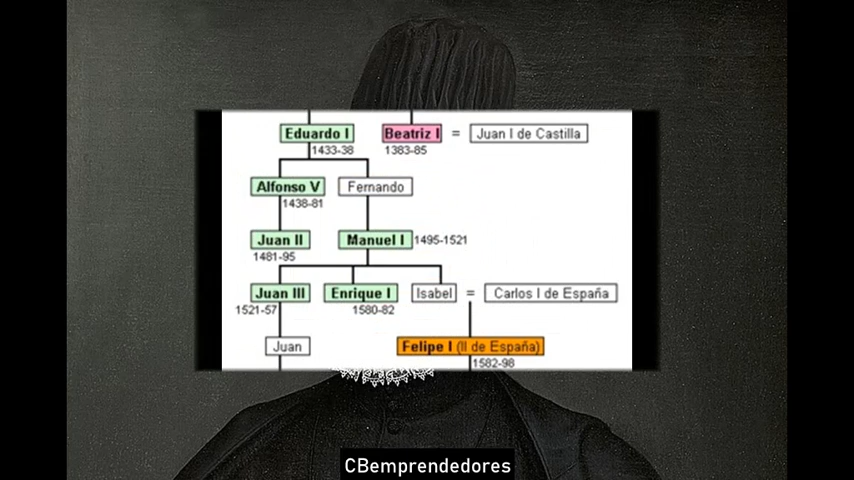 Eduardo I
1433-38
Beatriz I = Juan I de Castilla
1383-85
Alfonso V
1438-81
Fernando
Juan II
1481-95
Manuel I 1495-1521
Juan III
1521-57
Enrique I
1580-82
Isabel = Carlos I de España
Juan
Felipe I (II de España)
1582-98
CBemprendedores